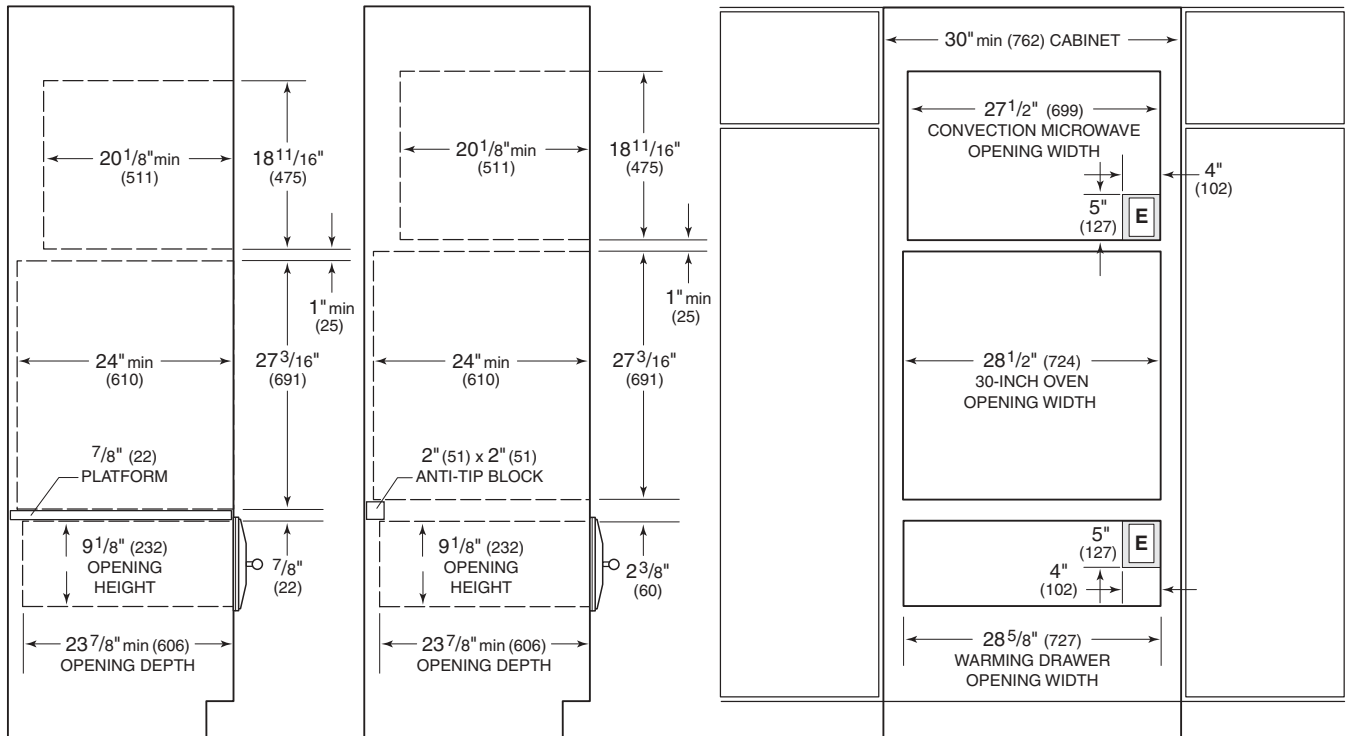 20 1/8" min
(511)
18 11/16"
(475)
1" min
(25)
24" min
(610)
27 3/16"
(691)
7/8" (22)
PLATFORM
9 1/8" (232)
OPENING
HEIGHT
7/8"
(22)
23 7/8" min (606)
OPENING DEPTH
20 1/8" min
(511)
18 11/16"
(475)
1" min
(25)
24" min
(610)
27 3/16"
(691)
2" (51) x 2" (51)
ANTI-TIP BLOCK
9 1/8" (232)
OPENING
HEIGHT
2 3/8"
(60)
23 7/8" min (606)
OPENING DEPTH
30" min (762) CABINET
27 1/2" (699)
CONVECTION MICROWAVE
OPENING WIDTH
4"
(102)
5"
(127)
E
28 1/2" (724)
30-INCH OVEN
OPENING WIDTH
5"
(127)
E
4"
(102)
28 5/8" (727)
WARMING DRAWER
OPENING WIDTH